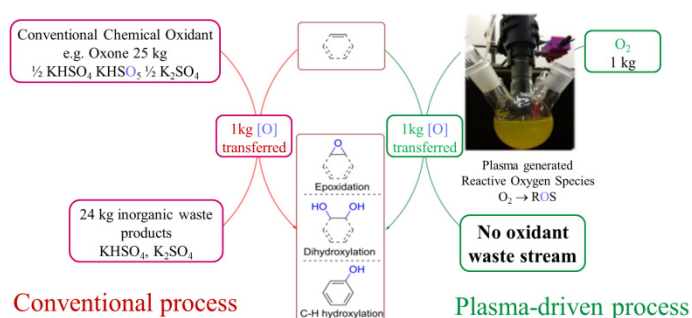 Conventional Chemical Oxidant
e.g. Oxone 25 kg
½ KHSO₄ KHSO₅ ½ K₂SO₄
O₂
1 kg
1kg [O]
transferred
1kg [O]
transferred
O
Epoxidation
HO OH
Dihydroxylation
OH
C-H hydroxylation
Plasma generated
Reactive Oxygen Species
O₂ → ROS
24 kg inorganic waste
products
KHSO₄, K₂SO₄
No oxidant
waste stream
Conventional process
Plasma-driven process